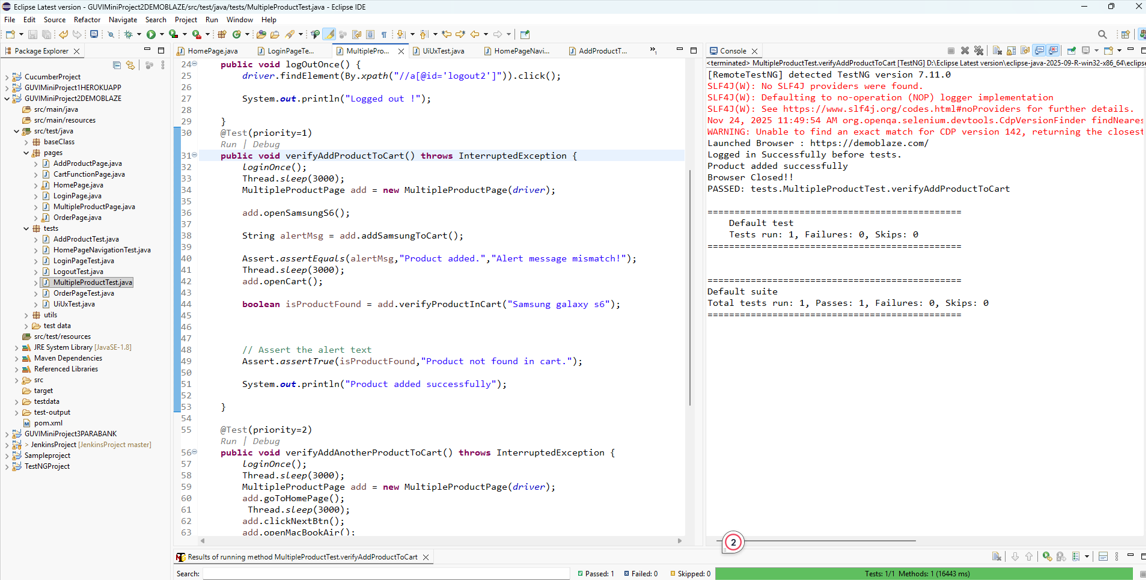 Eclipse Latest version - GUVIMiniProject2DEMOBLAZE/src/test/java/tests/MultipleProductTest.java - Eclipse IDE
File Edit Source Refactor Navigate Search Project Run Window Help
Package Explorer
CucumberProject
GUVIMiniProject1HEROKUAPP
GUVIMiniProject2DEMOBLAZE
src/main/java
src/main/resources
src/test/java
baseClass
pages
AddProductPage.java
CartFunctionPage.java
HomePage.java
LoginPage.java
MultipleProductPage.java
OrderPage.java
tests
AddProductTest.java
HomePageNavigationTest.java
LoginPageTest.java
LogoutTest.java
MultipleProductTest.java
OrderPageTest.java
UiUxTest.java
utils
test data
src/test/resources
JRE System Library [JavaSE-1.8]
Maven Dependencies
Referenced Libraries
src
target
testdata
test-output
pom.xml
GUVIMiniProject3PARABANK
> JenkinsProject [JenkinsProject master]
Sampleproject
TestNGProject
HomePage.java LoginPageTe... MultiplePro... UiUxTest.java HomePageNavi... AddProductT...
24 public void logOutOnce() {
25 driver.findElement(By.xpath("//a[@id='logout2']")).click();
26
27 System.out.println("Logged out !");
28
29 }
30 @Test(priority=1)
Run | Debug
31 public void verifyAddProductToCart() throws InterruptedException {
32 loginOnce();
33 Thread.sleep(3000);
34 MultipleProductPage add = new MultipleProductPage(driver);
35
36 add.openSamsungS6();
37
38 String alertMsg = add.addSamsungToCart();
39
40 Assert.assertEquals(alertMsg,"Product added.","Alert message mismatch!");
41 Thread.sleep(3000);
42 add.openCart();
43
44 boolean isProductFound = add.verifyProductInCart("Samsung galaxy s6");
45
46
47
48 // Assert the alert text
49 Assert.assertTrue(isProductFound,"Product not found in cart.");
50
51 System.out.println("Product added successfully");
52
53 }
54
55 @Test(priority=2)
Run | Debug
56 public void verifyAddAnotherProductToCart() throws InterruptedException {
57 loginOnce();
58 Thread.sleep(3000);
59 MultipleProductPage add = new MultipleProductPage(driver);
60 add.goToHomePage();
61 Thread.sleep(3000);
62 add.clickNextBtn();
63 add.openMacBookAir();
Console
<terminated> MultipleProductTest.verifyAddProductToCart [TestNG] D:\Eclipse Latest version\eclipse-java-2025-09-R-win32-x86_64\eclipse
[RemoteTestNG] detected TestNG version 7.11.0
SLF4J(W): No SLF4J providers were found.
SLF4J(W): Defaulting to no-operation (NOP) logger implementation
SLF4J(W): See https://www.slf4j.org/codes.html#noProviders for further details.
Nov 24, 2025 11:49:54 AM org.openqa.selenium.devtools.CdpVersionFinder findNeares
WARNING: Unable to find an exact match for CDP version 142, returning the closest
Launched Browser : https://demoblaze.com/
Logged in Successfully before tests.
Product added successfully
Browser Closed!!
PASSED: tests.MultipleProductTest.verifyAddProductToCart
===============================================
Default test
Tests run: 1, Failures: 0, Skips: 0
===============================================
===============================================
Default suite
Total tests run: 1, Passes: 1, Failures: 0, Skips: 0
===============================================
2
Results of running method MultipleProductTest.verifyAddProductToCart
Search: Passed: 1 Failed: 0 Skipped: 0 Tests: 1/1 Methods: 1 (16443 ms)